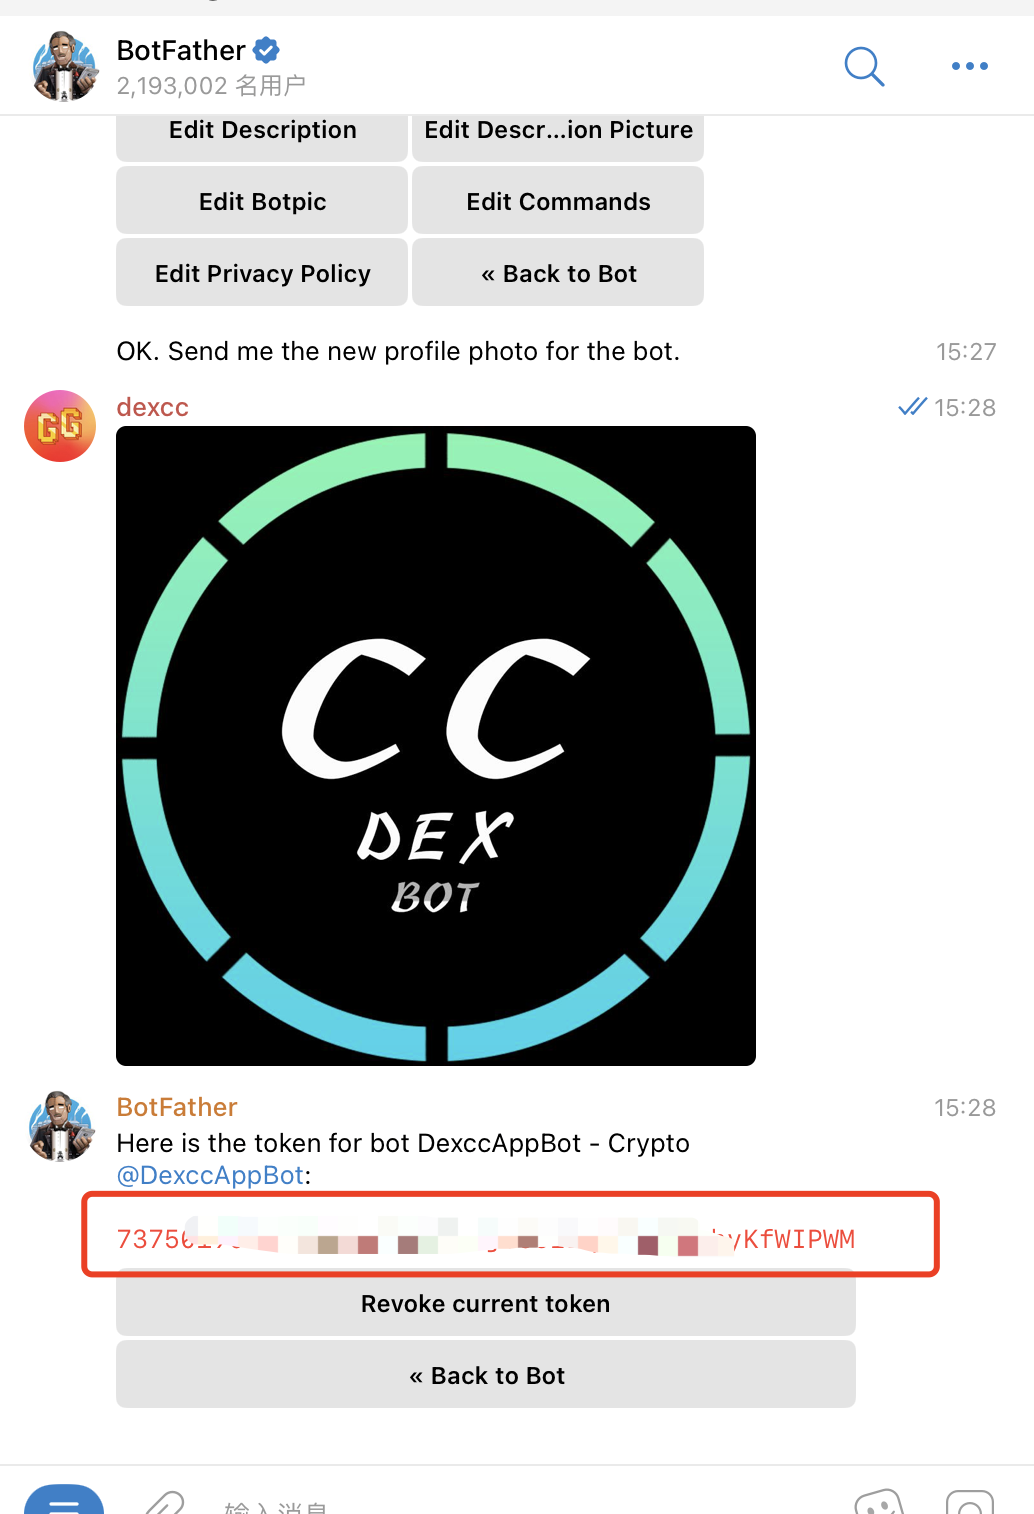 BotFather
2,193,002 名用户
Edit Description
Edit Descr...ion Picture
Edit Botpic
Edit Commands
Edit Privacy Policy
« Back to Bot
OK. Send me the new profile photo for the bot.
15:27
GG
dexcc
15:28
CC
DEX
BOT
BotFather
15:28
Here is the token for bot DexccAppBot - Crypto
@DexccAppBot:
Revoke current token
« Back to Bot
输入消息